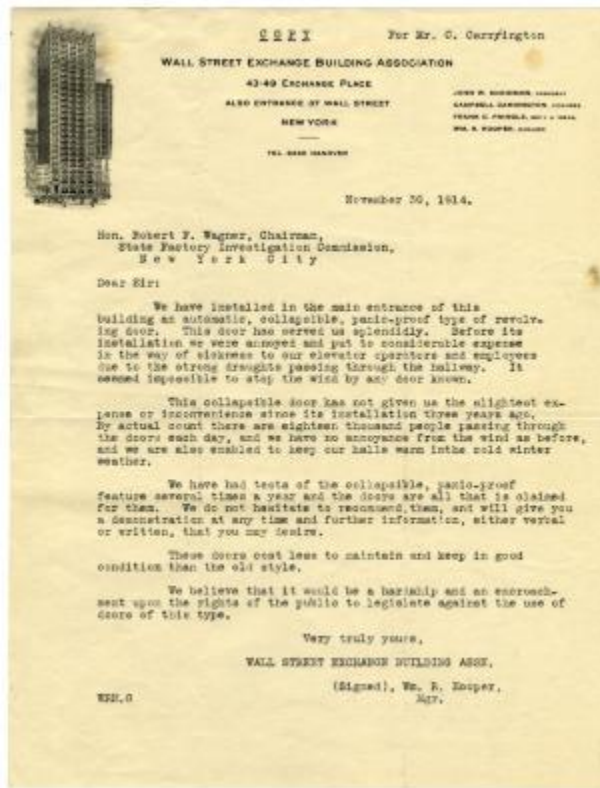 COPY For Mr. C. Carryington
WALL STREET EXCHANGE BUILDING ASSOCIATION
43-49 EXCHANGE PLACE
ALSO ENTRANCE 37 WALL STREET
NEW YORK
TEL. HANOVER
JOHN
CAMPBELL CARRINGTON,
FRANK C. PRINGLE,
WM. R. KOOPER,
November 30, 1914.
Hon. Robert F. Wagner, Chairman,
State Factory Investigation Commission,
New York City
Dear Sir:
We have installed in the main entrance of this
building an automatic, collapsible, panic-proof type of revolv-
ing door. This door has served us splendidly. Before its
installation we were annoyed and put to considerable expense
in the way of sickness to our elevator operators and employees
due to the strong draughts passing through the hallway. It
seemed impossible to stop the wind by any door known.
This collapsible door has not given us the slightest ex-
pense or inconvenience since its installation three years ago.
By actual count there are eighteen thousand people passing through
the doors each day, and we have no annoyance from the wind as before,
and we are also enabled to keep our halls warm inthe cold winter
weather.
We have had tests of the collapsible, panic-proof
feature several times a year and the doors are all that is claimed
for them. We do not hesitate to recommend them, and will give you
a demonstration at any time and further information, either verbal
or written, that you may desire.
These doors cost less to maintain and keep in good
condition than the old style.
We believe that it would be a hardship and an encroach-
ment upon the rights of the public to legislate against the use of
doors of this type.
Very truly yours,
WALL STREET EXCHANGE BUILDING ASSN.
(Signed), Wm. R. Kooper,
Mgr.